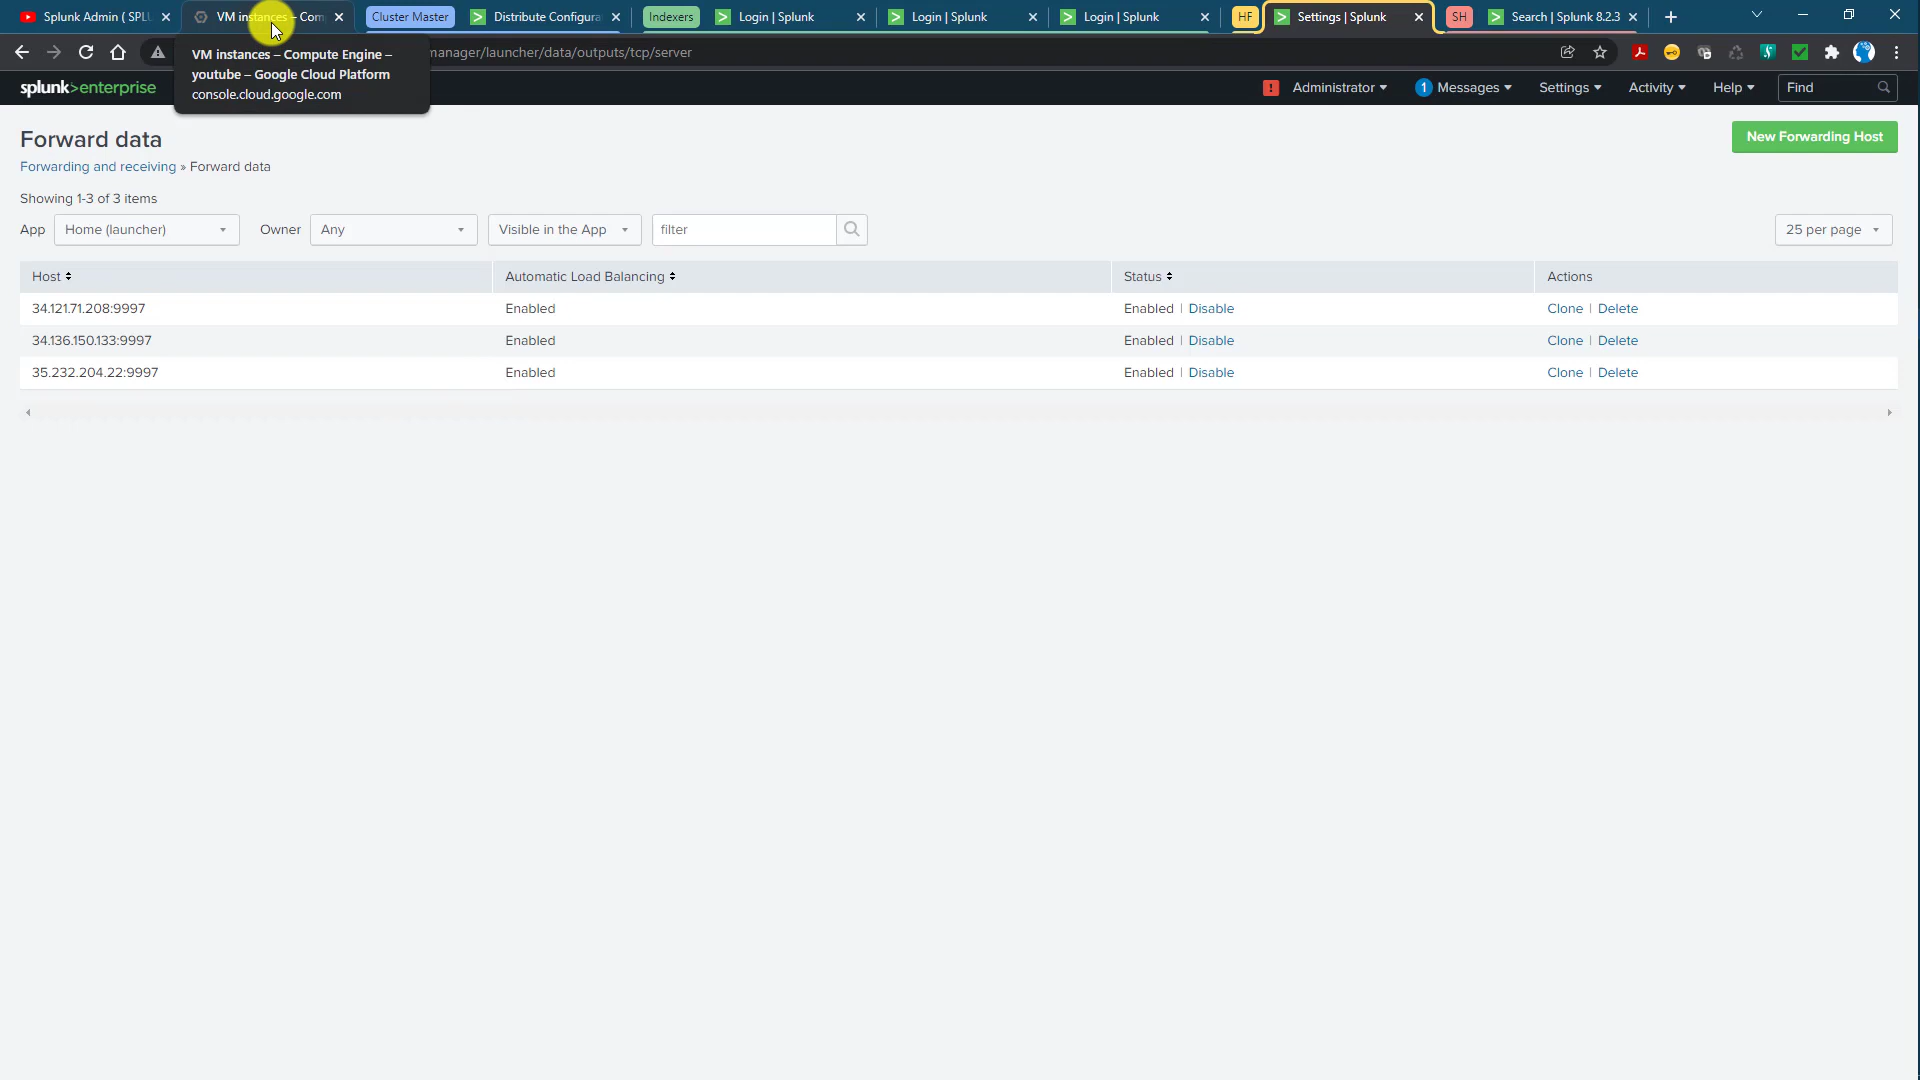 Splunk Admin ( SPL
VM instances – Com
Cluster Master
Distribute Configura
Indexers
Login | Splunk
Login | Splunk
Login | Splunk
HF
Settings | Splunk
SH
Search | Splunk 8.2.3
VM instances – Compute Engine –
youtube – Google Cloud Platform
console.cloud.google.com
manager/launcher/data/outputs/tcp/server
splunk>enterprise
! Administrator
1 Messages
Settings
Activity
Help
Find
Forward data
New Forwarding Host
Forwarding and receiving » Forward data
Showing 1-3 of 3 items
App Home (launcher) Owner Any Visible in the App filter 25 per page
Host Automatic Load Balancing Status Actions
34.121.71.208:9997 Enabled Enabled | Disable Clone | Delete
34.136.150.133:9997 Enabled Enabled | Disable Clone | Delete
35.232.204.22:9997 Enabled Enabled | Disable Clone | Delete